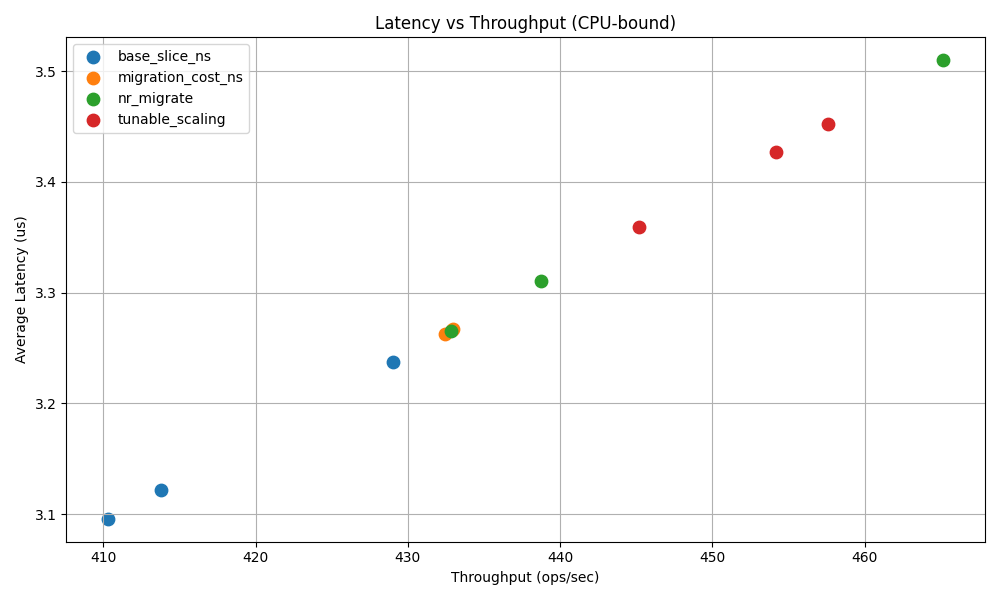 Latency vs Throughput (CPU-bound)
base_slice_ns
migration_cost_ns
nr_migrate
tunable_scaling
Average Latency (us)
3.5
3.4
3.3
3.2
3.1
410 420 430 440 450 460
Throughput (ops/sec)